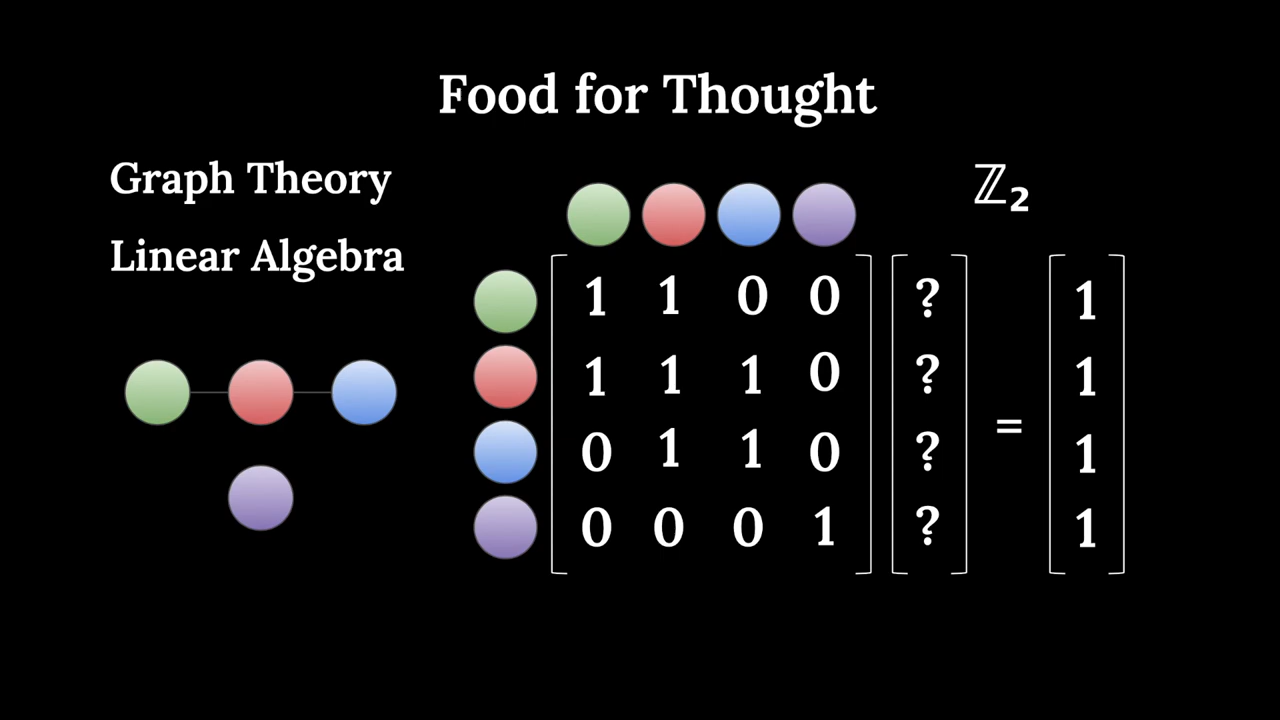 Food for Thought
Graph Theory
Linear Algebra
ℤ₂
1 1 0 0 ? 1
1 1 1 0 ? 1
=
0 1 1 0 ? 1
0 0 0 1 ? 1